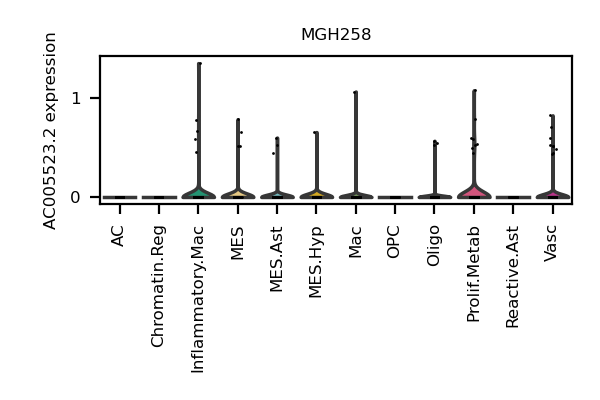 MGH258
AC005523.2 expression
1
0
AC
Chromatin.Reg
Inflammatory.Mac
MES
MES.Ast
MES.Hyp
Mac
OPC
Oligo
Prolif.Metab
Reactive.Ast
Vasc